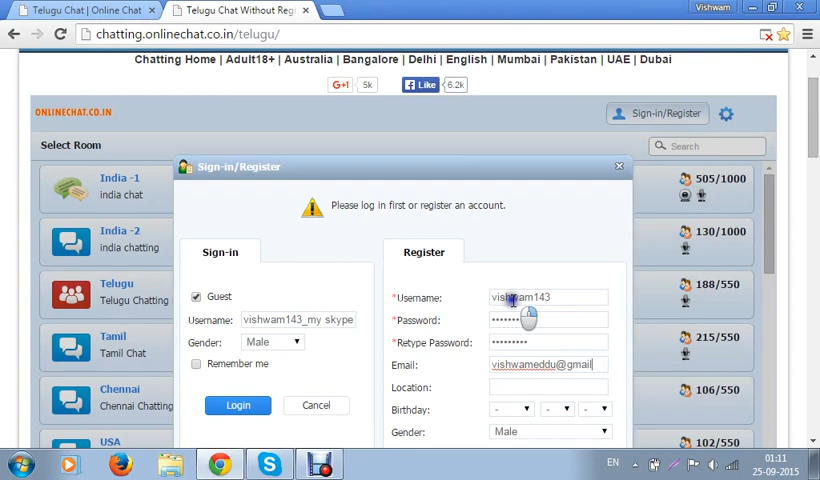 Telugu Chat | Online Chat
Telugu Chat Without Reg
Vishwam
chatting.onlinechat.co.in/telugu/
Chatting Home | Adult18+ | Australia | Bangalore | Delhi | English | Mumbai | Pakistan | UAE | Dubai
G+1 5k Like 6.2k
ONLINECHAT.CO.IN
Sign-in/Register
Select Room
Search
Sign-in/Register
Please log in first or register an account.
India -1
india chat
505/1000
India -2
india chatting
130/1000
Telugu
Telugu Chatting
188/550
Tamil
Tamil Chat
215/550
Chennai
Chennai Chatting
106/550
USA
102/550
Sign-in
Guest
Username: vishwam143_my skype
Gender: Male
Remember me
Login Cancel
Register
*Username: vishwam143
*Password: •••••••
*Retype Password: •••••••••
Email: vishwameddu@gmail
Location:
Birthday: - - -
Gender: Male
EN
01:11
25-09-2015